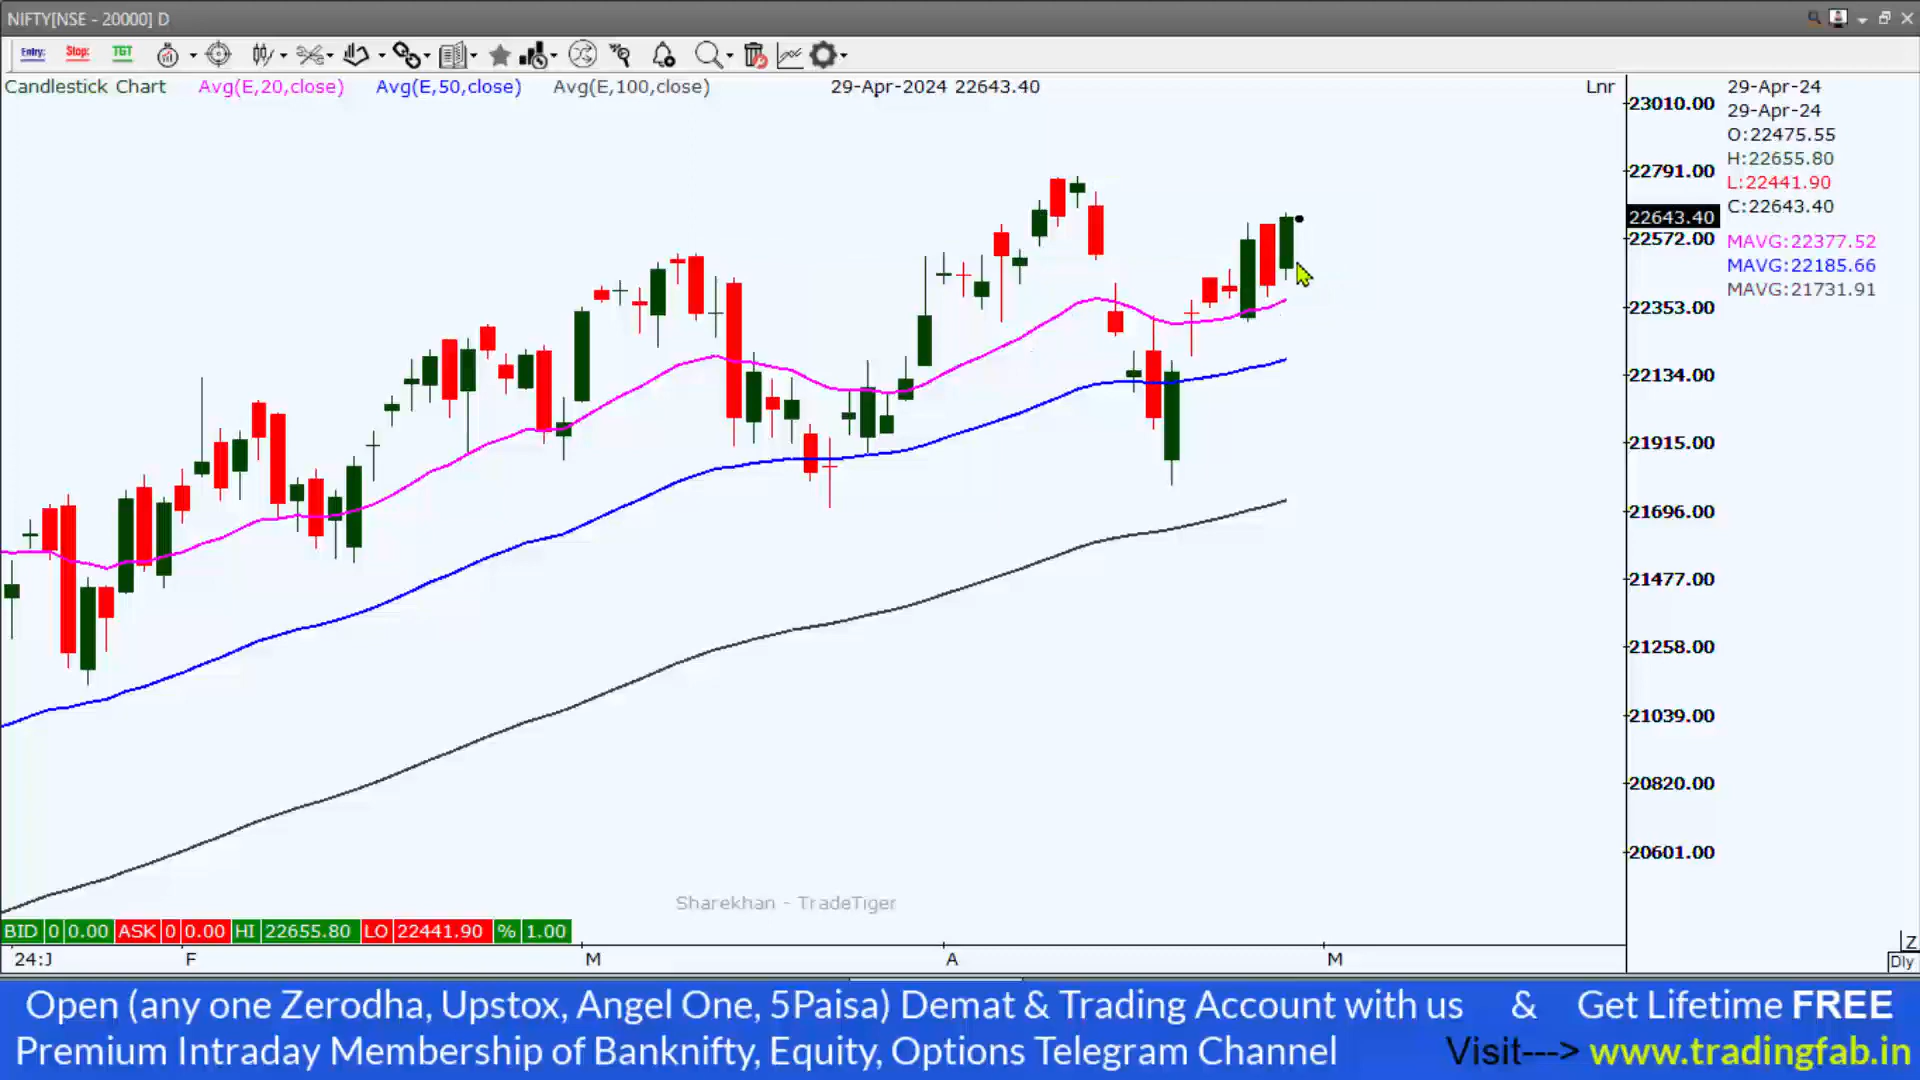 NIFTY[NSE - 20000] D
Entry: Stop: TGT
Candlestick Chart Avg(E,20,close) Avg(E,50,close) Avg(E,100,close) 29-Apr-2024 22643.40 Lnr
29-Apr-24
29-Apr-24
O:22475.55
H:22655.80
L:22441.90
C:22643.40
MAVG:22377.52
MAVG:22185.66
MAVG:21731.91
23010.00
22791.00
22643.40
22572.00
22353.00
22134.00
21915.00
21696.00
21477.00
21258.00
21039.00
20820.00
20601.00
Sharekhan - TradeTiger
BID 0 0.00 ASK 0 0.00 HI 22655.80 LO 22441.90 % 1.00
24:J F M A M
Z
Dly
Open (any one Zerodha, Upstox, Angel One, 5Paisa) Demat & Trading Account with us & Get Lifetime FREE
Premium Intraday Membership of Banknifty, Equity, Options Telegram Channel Visit---> www.tradingfab.in